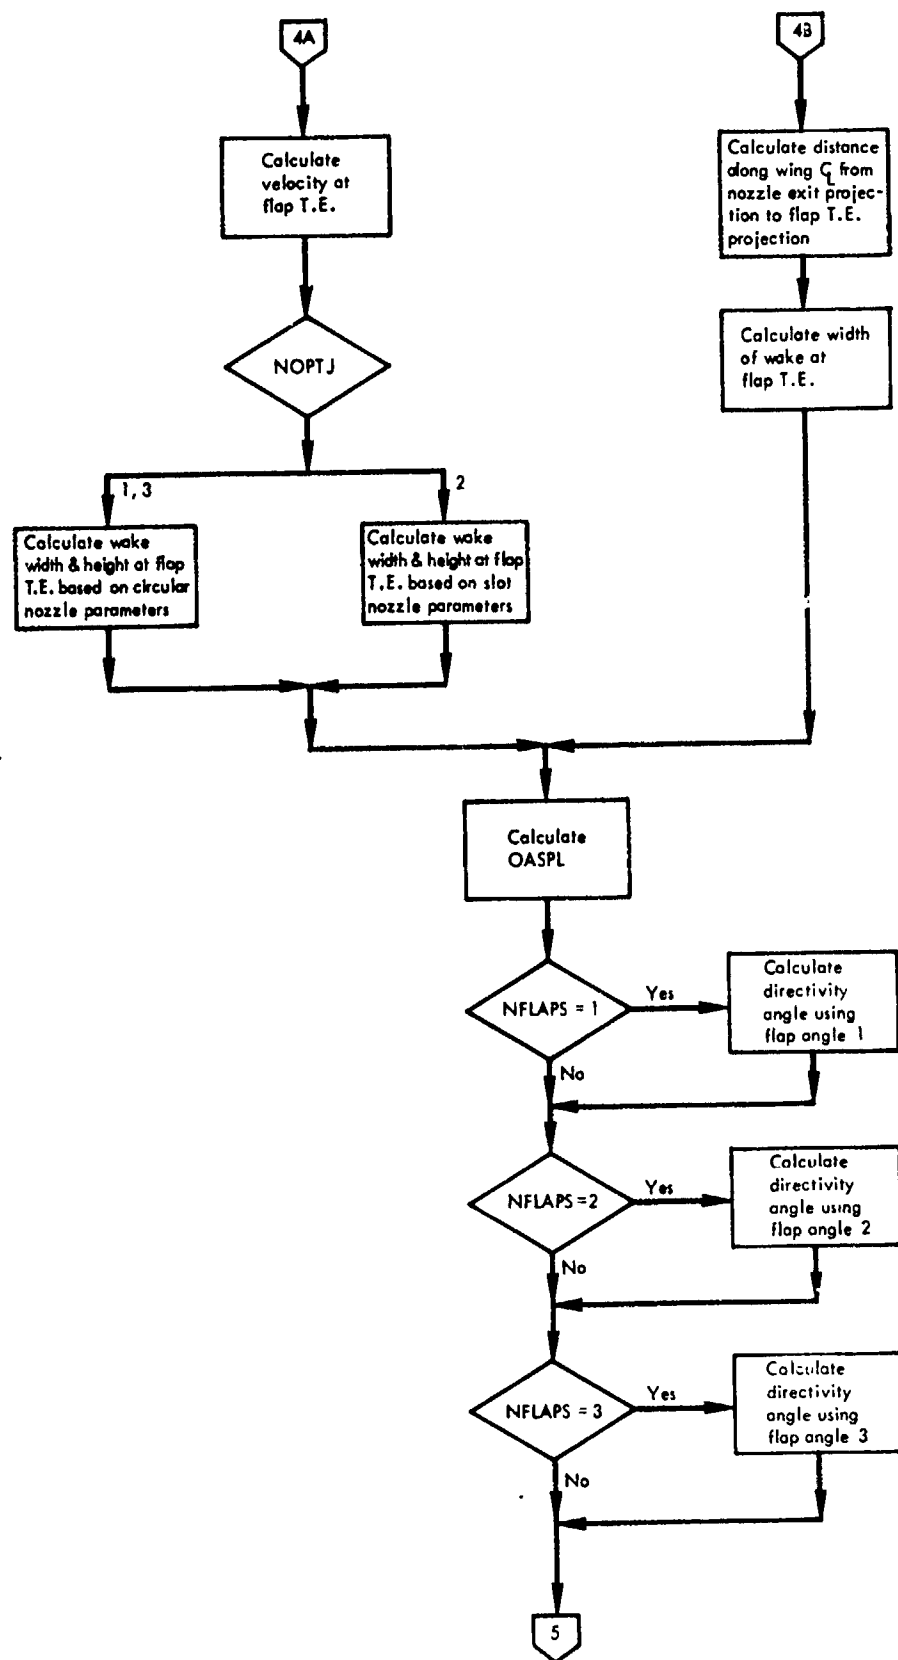 4A
4B
Calculate
velocity at
flap T.E.
Calculate distance
along wing ℄ from
nozzle exit projec-
tion to flap T.E.
projection
NOPTJ
Calculate width
of wake at
flap T.E.
1, 3
2
Calculate wake
width & height at flap
T.E. based on circular
nozzle parameters
Calculate wake
width & height at flap
T.E. based on slot
nozzle parameters
Calculate
OASPL
NFLAPS = 1
Yes
Calculate
directivity
angle using
flap angle 1
No
NFLAPS =2
Yes
Calculate
directivity
angle using
flap angle 2
No
NFLAPS = 3
Yes
Calculate
directivity
angle using
flap angle 3
No
5